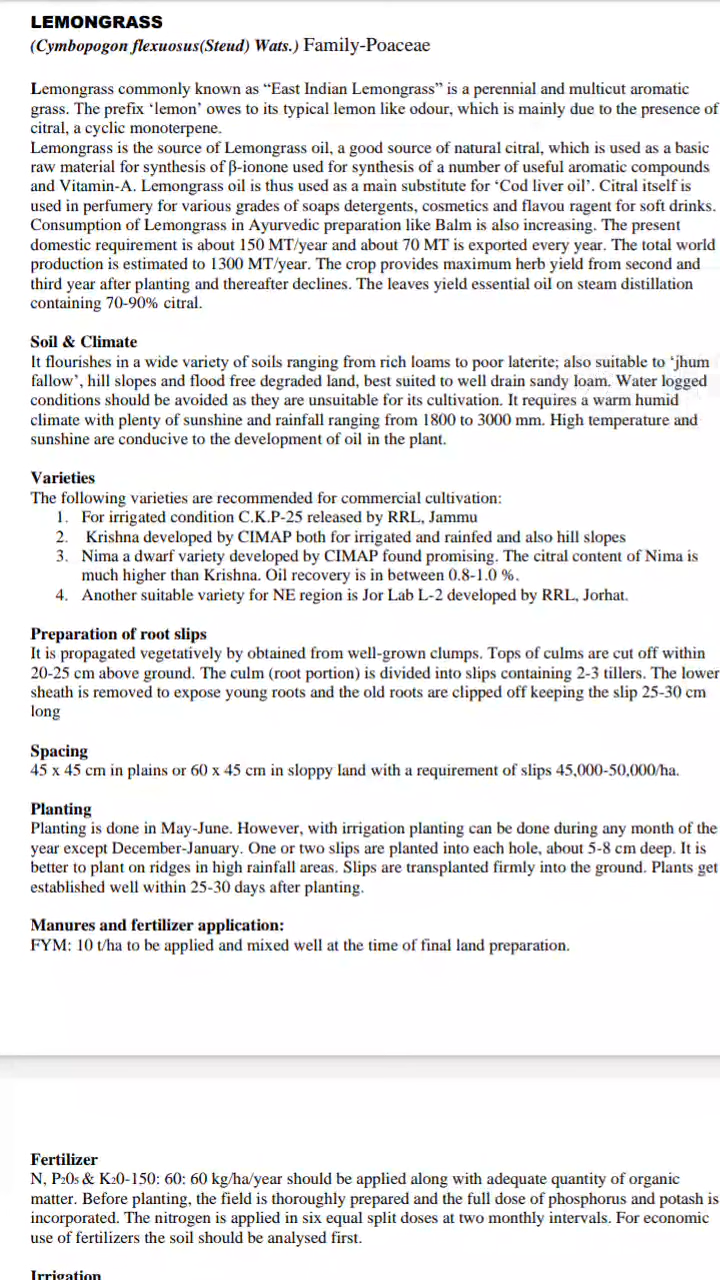 LEMONGRASS
(Cymbopogon flexuosus(Steud) Wats.) Family-Poaceae
Lemongrass commonly known as “East Indian Lemongrass” is a perennial and multicut aromatic
grass. The prefix ‘lemon’ owes to its typical lemon like odour, which is mainly due to the presence of
citral, a cyclic monoterpene.
Lemongrass is the source of Lemongrass oil, a good source of natural citral, which is used as a basic
raw material for synthesis of β-ionone used for synthesis of a number of useful aromatic compounds
and Vitamin-A. Lemongrass oil is thus used as a main substitute for ‘Cod liver oil’. Citral itself is
used in perfumery for various grades of soaps detergents, cosmetics and flavou ragent for soft drinks.
Consumption of Lemongrass in Ayurvedic preparation like Balm is also increasing. The present
domestic requirement is about 150 MT/year and about 70 MT is exported every year. The total world
production is estimated to 1300 MT/year. The crop provides maximum herb yield from second and
third year after planting and thereafter declines. The leaves yield essential oil on steam distillation
containing 70-90% citral.
Soil & Climate
It flourishes in a wide variety of soils ranging from rich loams to poor laterite; also suitable to ‘jhum
fallow’, hill slopes and flood free degraded land, best suited to well drain sandy loam. Water logged
conditions should be avoided as they are unsuitable for its cultivation. It requires a warm humid
climate with plenty of sunshine and rainfall ranging from 1800 to 3000 mm. High temperature and
sunshine are conducive to the development of oil in the plant.
Varieties
The following varieties are recommended for commercial cultivation:
1. For irrigated condition C.K.P-25 released by RRL, Jammu
2. Krishna developed by CIMAP both for irrigated and rainfed and also hill slopes
3. Nima a dwarf variety developed by CIMAP found promising. The citral content of Nima is
much higher than Krishna. Oil recovery is in between 0.8-1.0 %.
4. Another suitable variety for NE region is Jor Lab L-2 developed by RRL, Jorhat.
Preparation of root slips
It is propagated vegetatively by obtained from well-grown clumps. Tops of culms are cut off within
20-25 cm above ground. The culm (root portion) is divided into slips containing 2-3 tillers. The lower
sheath is removed to expose young roots and the old roots are clipped off keeping the slip 25-30 cm
long
Spacing
45 x 45 cm in plains or 60 x 45 cm in sloppy land with a requirement of slips 45,000-50,000/ha.
Planting
Planting is done in May-June. However, with irrigation planting can be done during any month of the
year except December-January. One or two slips are planted into each hole, about 5-8 cm deep. It is
better to plant on ridges in high rainfall areas. Slips are transplanted firmly into the ground. Plants get
established well within 25-30 days after planting.
Manures and fertilizer application:
FYM: 10 t/ha to be applied and mixed well at the time of final land preparation.
Fertilizer
N, P₂0₅ & K₂0-150: 60: 60 kg/ha/year should be applied along with adequate quantity of organic
matter. Before planting, the field is thoroughly prepared and the full dose of phosphorus and potash is
incorporated. The nitrogen is applied in six equal split doses at two monthly intervals. For economic
use of fertilizers the soil should be analysed first.
Irrigation